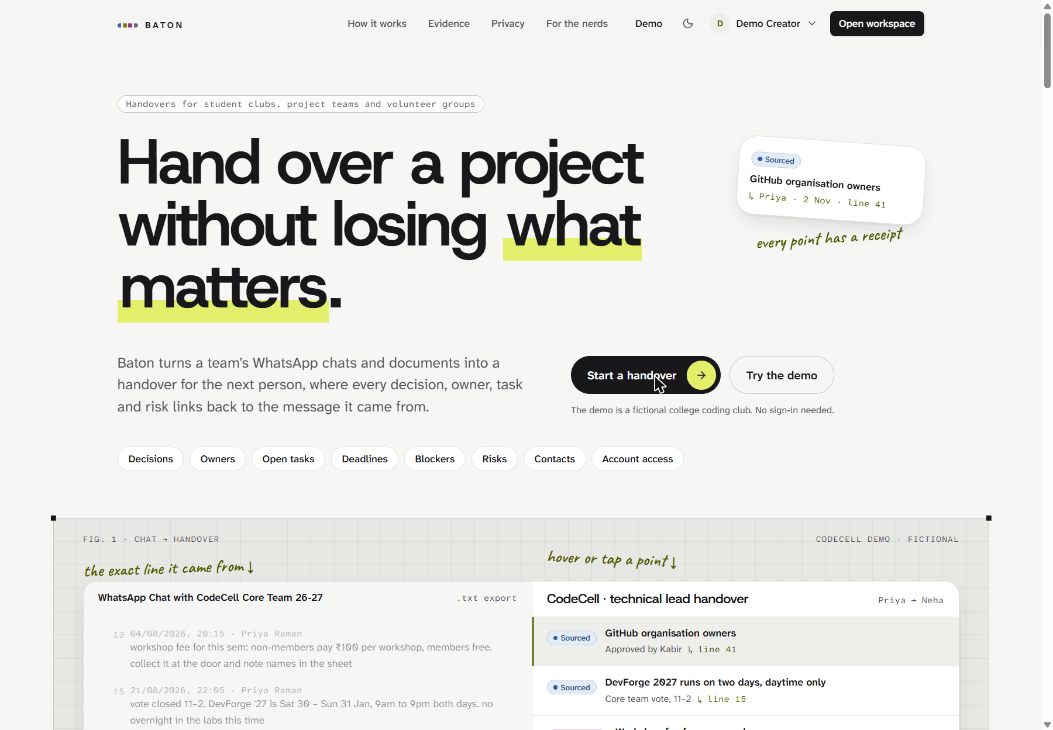 BATON
How it works Evidence Privacy For the nerds Demo D Demo Creator Open workspace
Handovers for student clubs, project teams and volunteer groups
Hand over a project
without losing what
matters.
Sourced
GitHub organisation owners
↳ Priya · 2 Nov · line 41
every point has a receipt
Baton turns a team's WhatsApp chats and documents into a
handover for the next person, where every decision, owner, task
and risk links back to the message it came from.
Start a handover → Try the demo
The demo is a fictional college coding club. No sign-in needed.
Decisions Owners Open tasks Deadlines Blockers Risks Contacts Account access
FIG. 1 · CHAT → HANDOVER
CODECELL DEMO · FICTIONAL
the exact line it came from ↓
hover or tap a point ↓
WhatsApp Chat with CodeCell Core Team 26-27 .txt export
13 04/08/2026, 20:15 · Priya Raman
workshop fee for this sem: non-members pay ₹100 per workshop, members free.
collect it at the door and note names in the sheet
15 21/08/2026, 22:05 · Priya Raman
vote closed 11–2. DevForge '27 is Sat 30 – Sun 31 Jan, 9am to 9pm both days. no
overnight in the labs this time
CodeCell · technical lead handover Priya → Neha
Sourced GitHub organisation owners
Approved by Kabir ↳ line 41
Sourced DevForge 2027 runs on two days, daytime only
Core team vote, 11–2 ↳ line 15